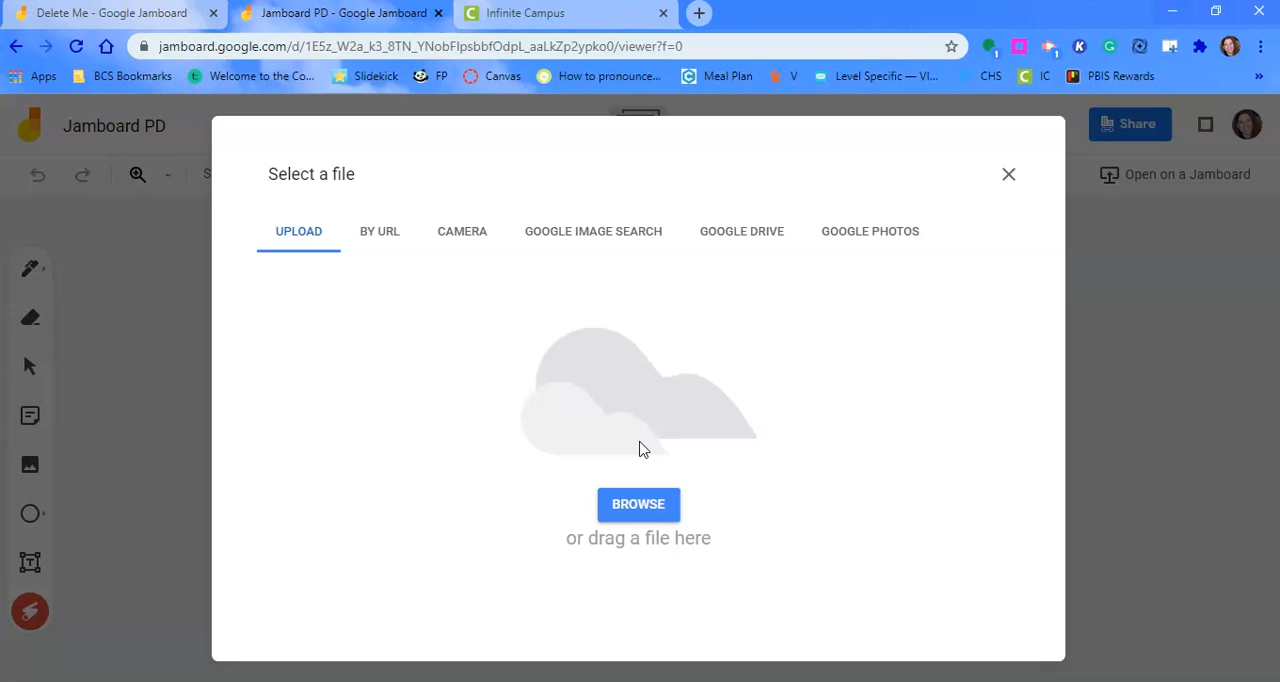 Delete Me - Google Jamboard
Jamboard PD - Google Jamboard
Infinite Campus
jamboard.google.com/d/1E5z_W2a_k3_8TN_YNobFIpsbbfOdpL_aaLkZp2ypko0/viewer?f=0
Apps
BCS Bookmarks
Welcome to the Co...
Slidekick
FP
Canvas
How to pronounce...
Meal Plan
V
Level Specific — VI...
CHS
IC
PBIS Rewards
Jamboard PD
Share
Open on a Jamboard
Select a file
UPLOAD
BY URL
CAMERA
GOOGLE IMAGE SEARCH
GOOGLE DRIVE
GOOGLE PHOTOS
BROWSE
or drag a file here